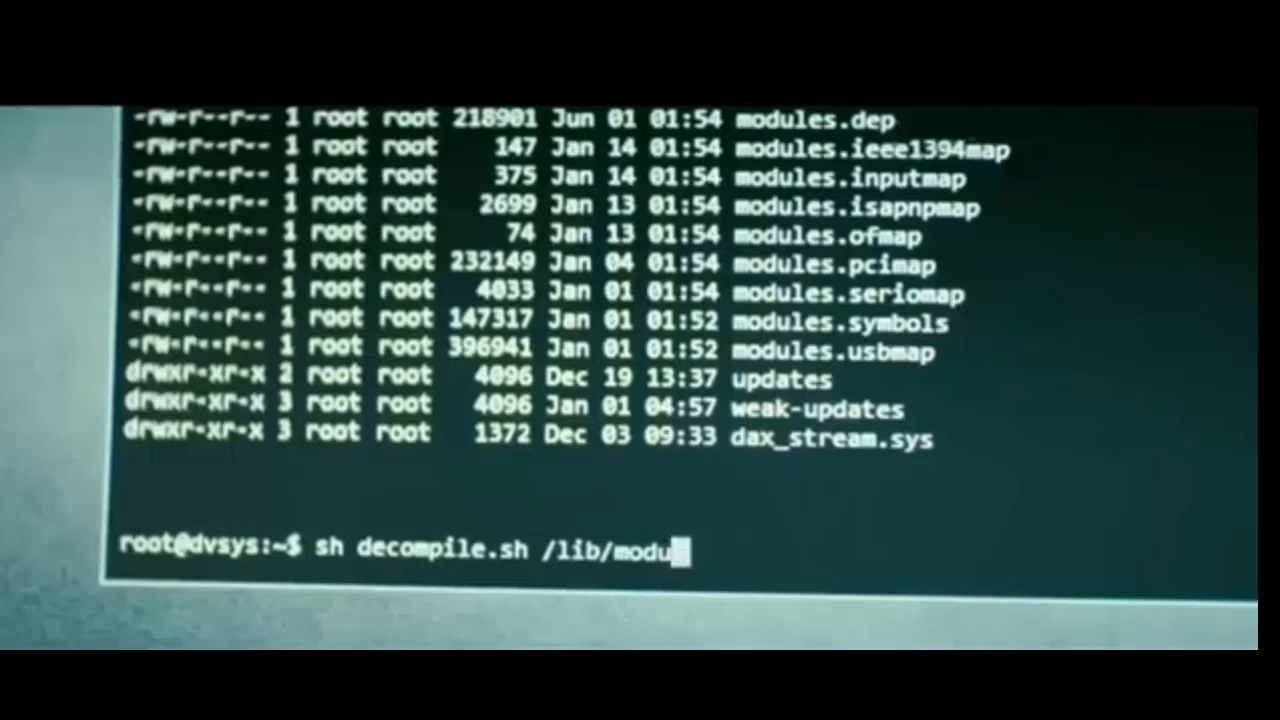 -rw-r--r-- 1 root root 218901 Jun 01 01:54 modules.dep
-rw-r--r-- 1 root root 147 Jan 14 01:54 modules.ieee1394map
-rw-r--r-- 1 root root 375 Jan 14 01:54 modules.inputmap
-rw-r--r-- 1 root root 2699 Jan 13 01:54 modules.isapnpmap
-rw-r--r-- 1 root root 74 Jan 13 01:54 modules.ofmap
-rw-r--r-- 1 root root 232149 Jan 04 01:54 modules.pcimap
-rw-r--r-- 1 root root 4033 Jan 01 01:54 modules.seriomap
-rw-r--r-- 1 root root 147317 Jan 01 01:52 modules.symbols
-rw-r--r-- 1 root root 396941 Jan 01 01:52 modules.usbmap
drwxr-xr-x 2 root root 4096 Dec 19 13:37 updates
drwxr-xr-x 3 root root 4096 Jan 01 04:57 weak-updates
drwxr-xr-x 3 root root 1372 Dec 03 09:33 dax_stream.sys
root@dvsys:~$ sh decompile.sh /lib/modu